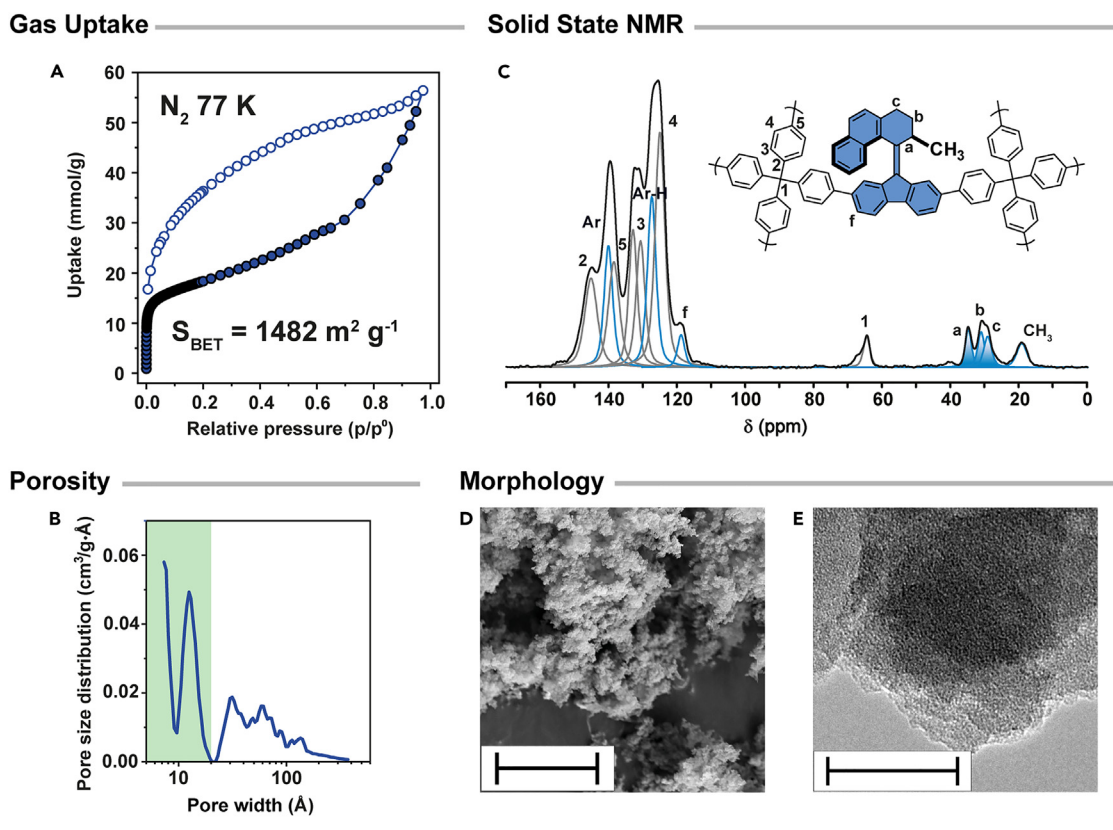 Gas Uptake
Solid State NMR
A
N₂ 77 K
S_BET = 1482 m² g⁻¹
Uptake (mmol/g)
60
50
40
30
20
10
0
0.0 0.2 0.4 0.6 0.8 1.0
Relative pressure (p/p⁰)
C
2
Ar
5
3
Ar-H
4
f
1
a
b
c
CH₃
160 140 120 100 80 60 40 20 0
δ (ppm)
4
5
3
2
1
f
c
b
a
CH₃
Porosity
Morphology
B
Pore size distribution (cm³/g·Å)
0.06
0.04
0.02
0.00
10 100
Pore width (Å)
D
E